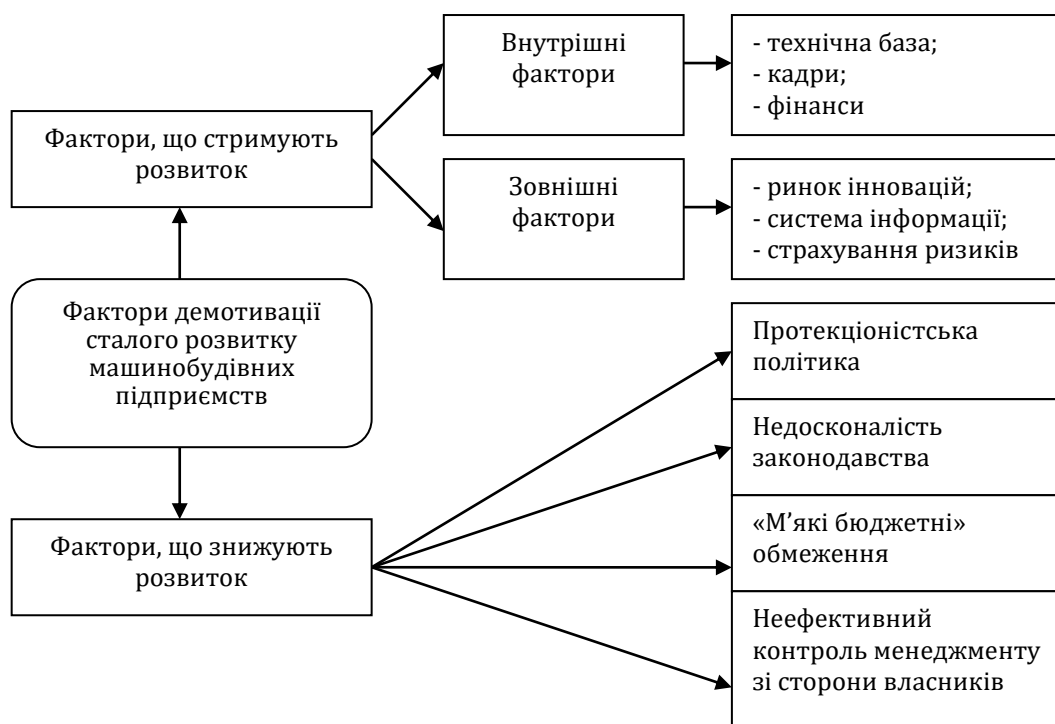 Внутрішні
фактори
- технічна база;
- кадри;
- фінанси
Фактори, що стримують
розвиток
Зовнішні
фактори
- ринок інновацій;
- система інформації;
- страхування ризиків
Фактори демотивації
сталого розвитку
машинобудівних
підприємств
Протекціоністська
політика
Недосконалість
законодавства
Фактори, що знижують
розвиток
«М’які бюджетні»
обмеження
Неефективний
контроль менеджменту
зі сторони власників